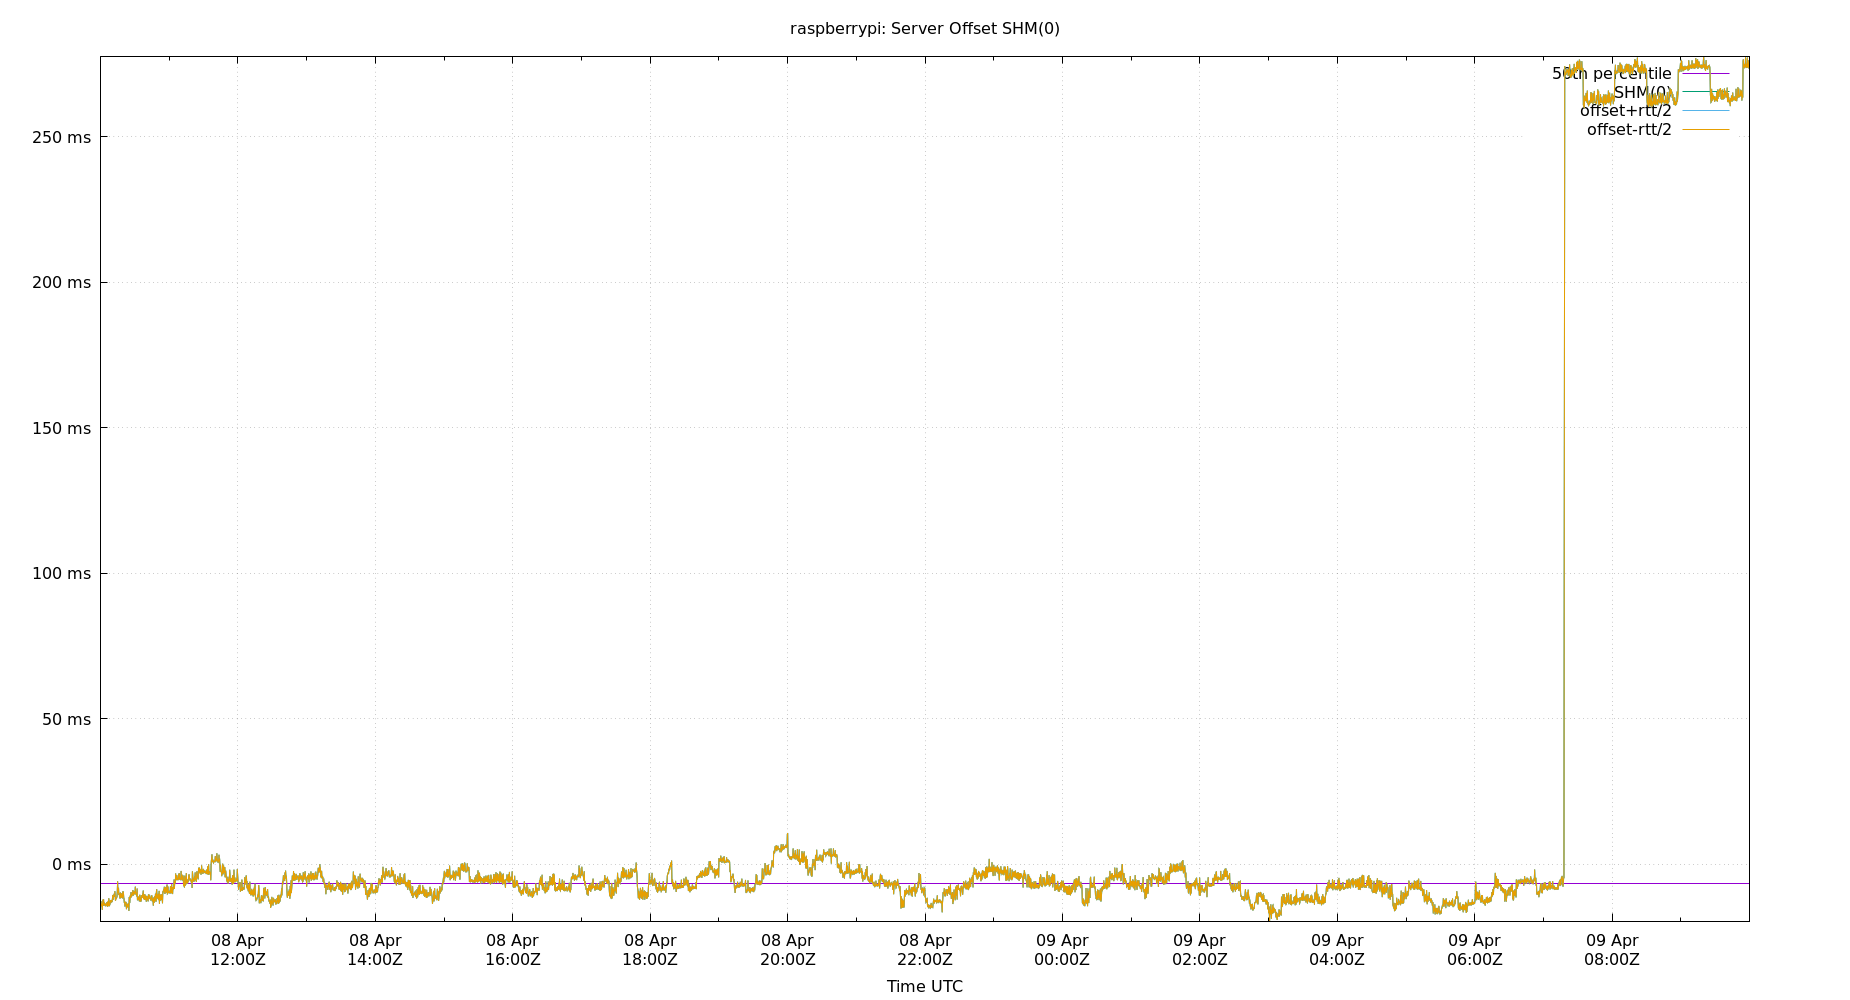 raspberrypi: Server Offset SHM(0)
50th percentile
SHM(0)
offset+rtt/2
offset-rtt/2
250 ms
200 ms
150 ms
100 ms
50 ms
0 ms
08 Apr 08 Apr 08 Apr 08 Apr 08 Apr 08 Apr 09 Apr 09 Apr 09 Apr 09 Apr 09 Apr
12:00Z 14:00Z 16:00Z 18:00Z 20:00Z 22:00Z 00:00Z 02:00Z 04:00Z 06:00Z 08:00Z
Time UTC